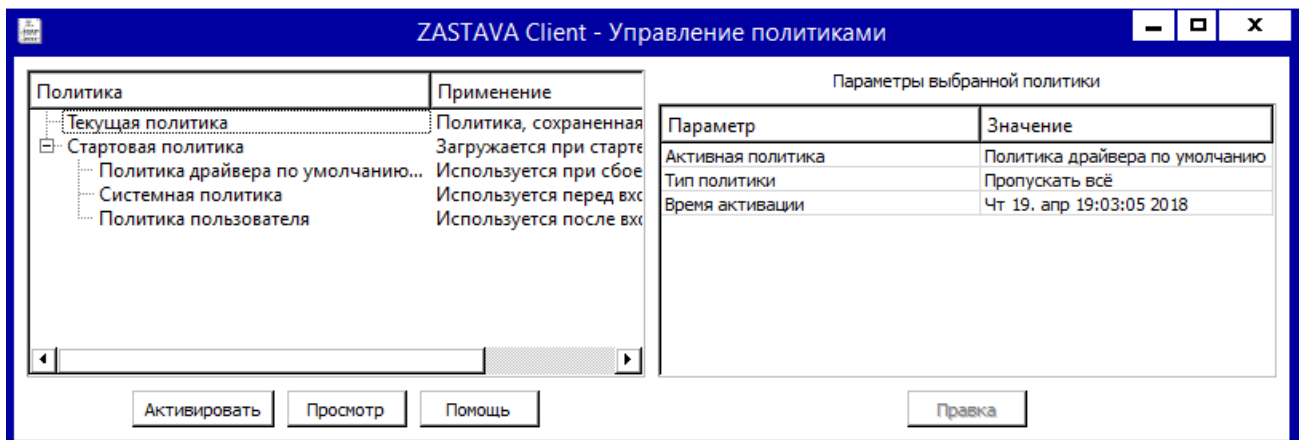 ZASTAVA Client - Управление политиками
Политика Применение
Текущая политика Политика, сохраненная
Стартовая политика Загружается при старте
Политика драйвера по умолчанию... Используется при сбое
Системная политика Используется перед вхо
Политика пользователя Используется после вхо
Активировать Просмотр Помощь
Параметры выбранной политики
Параметр Значение
Активная политика Политика драйвера по умолчанию
Тип политики Пропускать всё
Время активации Чт 19. апр 19:03:05 2018
Правка